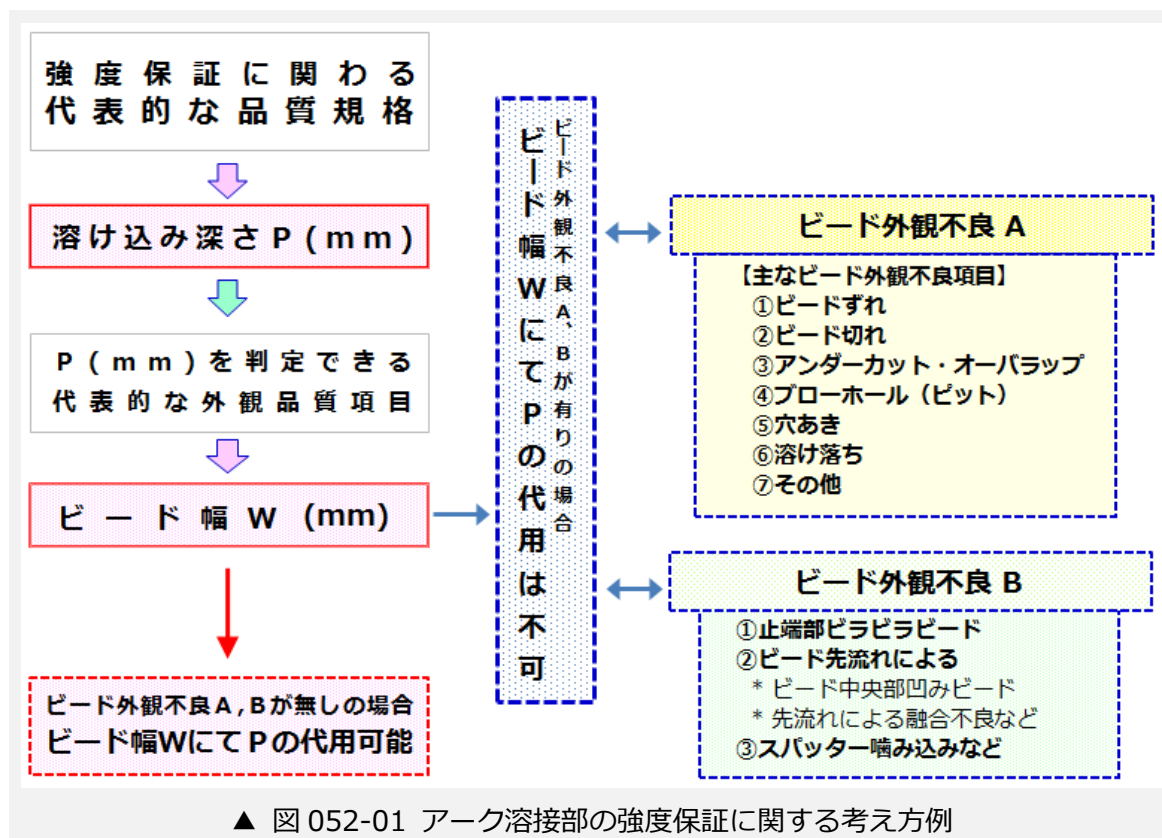 強度保証に関わる
代表的な品質規格
溶け込み深さP(mm)
P(mm)を判定できる
代表的な外観品質項目
ビード幅W (mm)
ビード外観不良A,Bが無しの場合
ビード幅WにてPの代用可能
ビード外観不良A、Bが有りの場合
ビード幅WにてPの代用は不可
ビード外観不良 A
【主なビード外観不良項目】
①ビードずれ
②ビード切れ
③アンダーカット・オーバラップ
④ブローホール（ピット）
⑤穴あき
⑥溶け落ち
⑦その他
ビード外観不良 B
①止端部ビラビラビード
②ビード先流れによる
* ビード中央部凹みビード
* 先流れによる融合不良など
③スパッター噛み込みなど
▲ 図 052-01 アーク溶接部の強度保証に関する考え方例